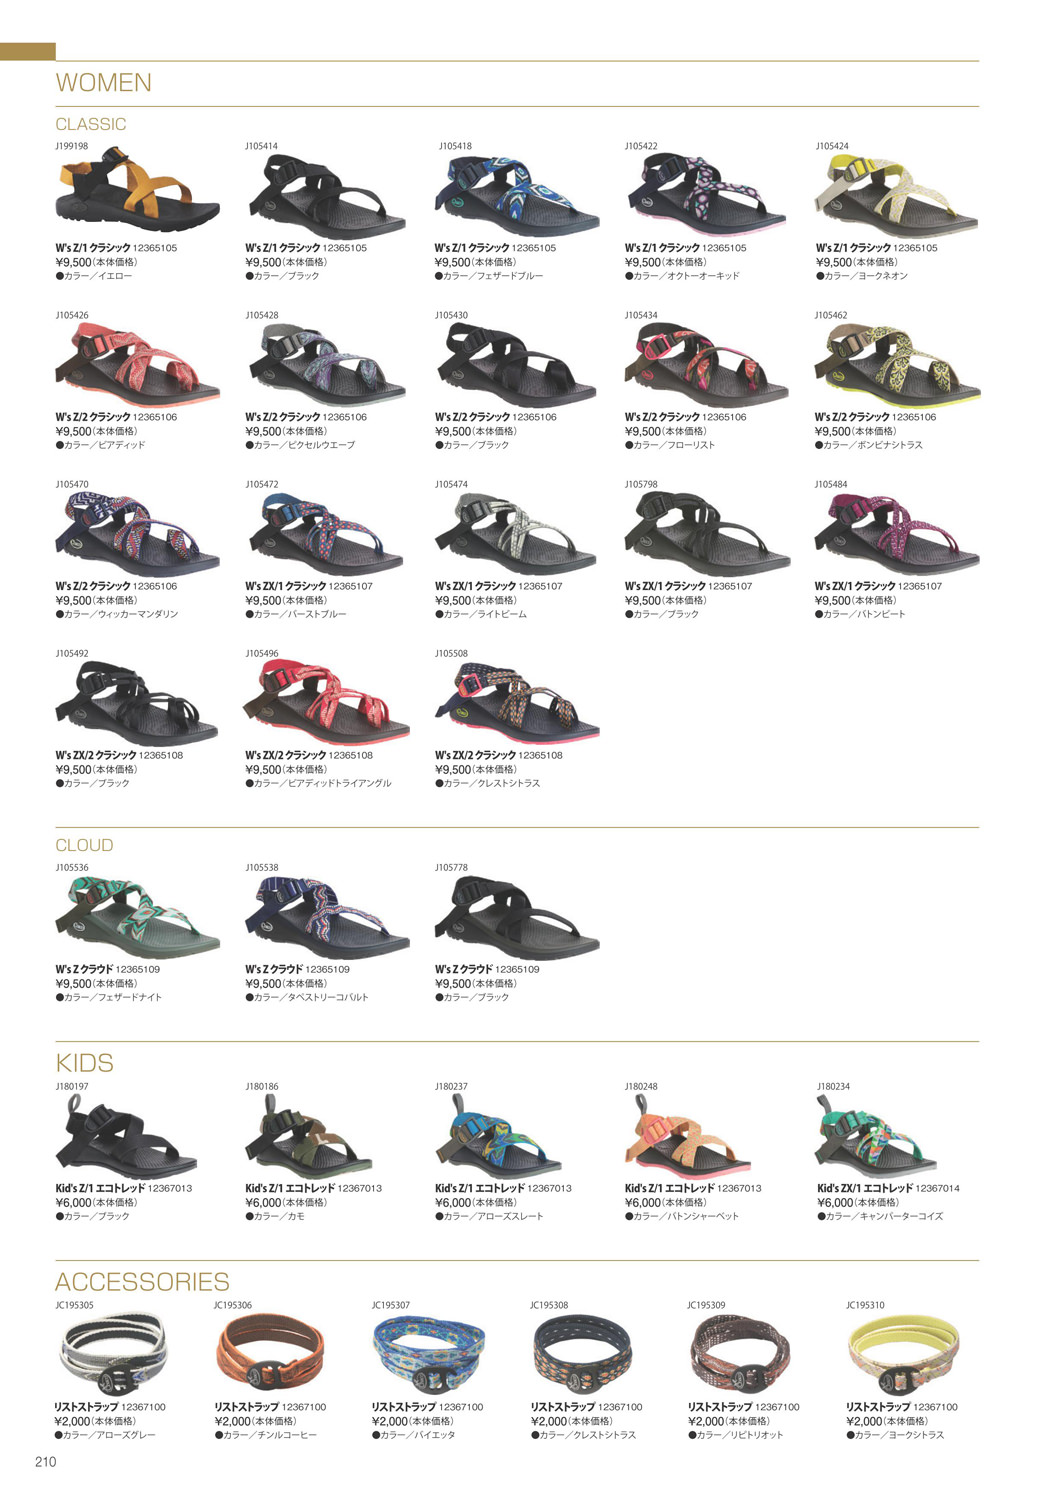 WOMEN
CLASSIC
J199198
W's Z/1 クラシック 12365105
¥9,500(本体価格)
●カラー／イエロー
J105414
W's Z/1 クラシック 12365105
¥9,500(本体価格)
●カラー／ブラック
J105418
W's Z/1 クラシック 12365105
¥9,500(本体価格)
●カラー／フェザードブルー
J105422
W's Z/1 クラシック 12365105
¥9,500(本体価格)
●カラー／オクトーオーキッド
J105424
W's Z/1 クラシック 12365105
¥9,500(本体価格)
●カラー／ヨークネオン
J105426
W's Z/2 クラシック 12365106
¥9,500(本体価格)
●カラー／ビアディッド
J105428
W's Z/2 クラシック 12365106
¥9,500(本体価格)
●カラー／ピクセルウエーブ
J105430
W's Z/2 クラシック 12365106
¥9,500(本体価格)
●カラー／ブラック
J105434
W's Z/2 クラシック 12365106
¥9,500(本体価格)
●カラー／フローリスト
J105462
W's Z/2 クラシック 12365106
¥9,500(本体価格)
●カラー／ボンビナシトラス
J105470
W's Z/2 クラシック 12365106
¥9,500(本体価格)
●カラー／ウィッカーマンダリン
J105472
W's ZX/1 クラシック 12365107
¥9,500(本体価格)
●カラー／バーストブルー
J105474
W's ZX/1 クラシック 12365107
¥9,500(本体価格)
●カラー／ライトビーム
J105798
W's ZX/1 クラシック 12365107
¥9,500(本体価格)
●カラー／ブラック
J105484
W's ZX/1 クラシック 12365107
¥9,500(本体価格)
●カラー／バトンビート
J105492
W's ZX/2 クラシック 12365108
¥9,500(本体価格)
●カラー／ブラック
J105496
W's ZX/2 クラシック 12365108
¥9,500(本体価格)
●カラー／ビアディッドトライアングル
J105508
W's ZX/2 クラシック 12365108
¥9,500(本体価格)
●カラー／クレストシトラス
CLOUD
J105536
W's Z クラウド 12365109
¥9,500(本体価格)
●カラー／フェザードナイト
J105538
W's Z クラウド 12365109
¥9,500(本体価格)
●カラー／タペストリーコバルト
J105778
W's Z クラウド 12365109
¥9,500(本体価格)
●カラー／ブラック
KIDS
J180197
Kid's Z/1 エコトレッド 12367013
¥6,000(本体価格)
●カラー／ブラック
J180186
Kid's Z/1 エコトレッド 12367013
¥6,000(本体価格)
●カラー／カモ
J180237
Kid's Z/1 エコトレッド 12367013
¥6,000(本体価格)
●カラー／アローズスレート
J180248
Kid's Z/1 エコトレッド 12367013
¥6,000(本体価格)
●カラー／バトンシャーベット
J180234
Kid's ZX/1 エコトレッド 12367014
¥6,000(本体価格)
●カラー／キャンバーターコイズ
ACCESSORIES
JC195305
リストストラップ 12367100
¥2,000(本体価格)
●カラー／アローズグレー
JC195306
リストストラップ 12367100
¥2,000(本体価格)
●カラー／チンルコーヒー
JC195307
リストストラップ 12367100
¥2,000(本体価格)
●カラー／バイエッタ
JC195308
リストストラップ 12367100
¥2,000(本体価格)
●カラー／クレストシトラス
JC195309
リストストラップ 12367100
¥2,000(本体価格)
●カラー／リビトリオット
JC195310
リストストラップ 12367100
¥2,000(本体価格)
●カラー／ヨークシトラス
210